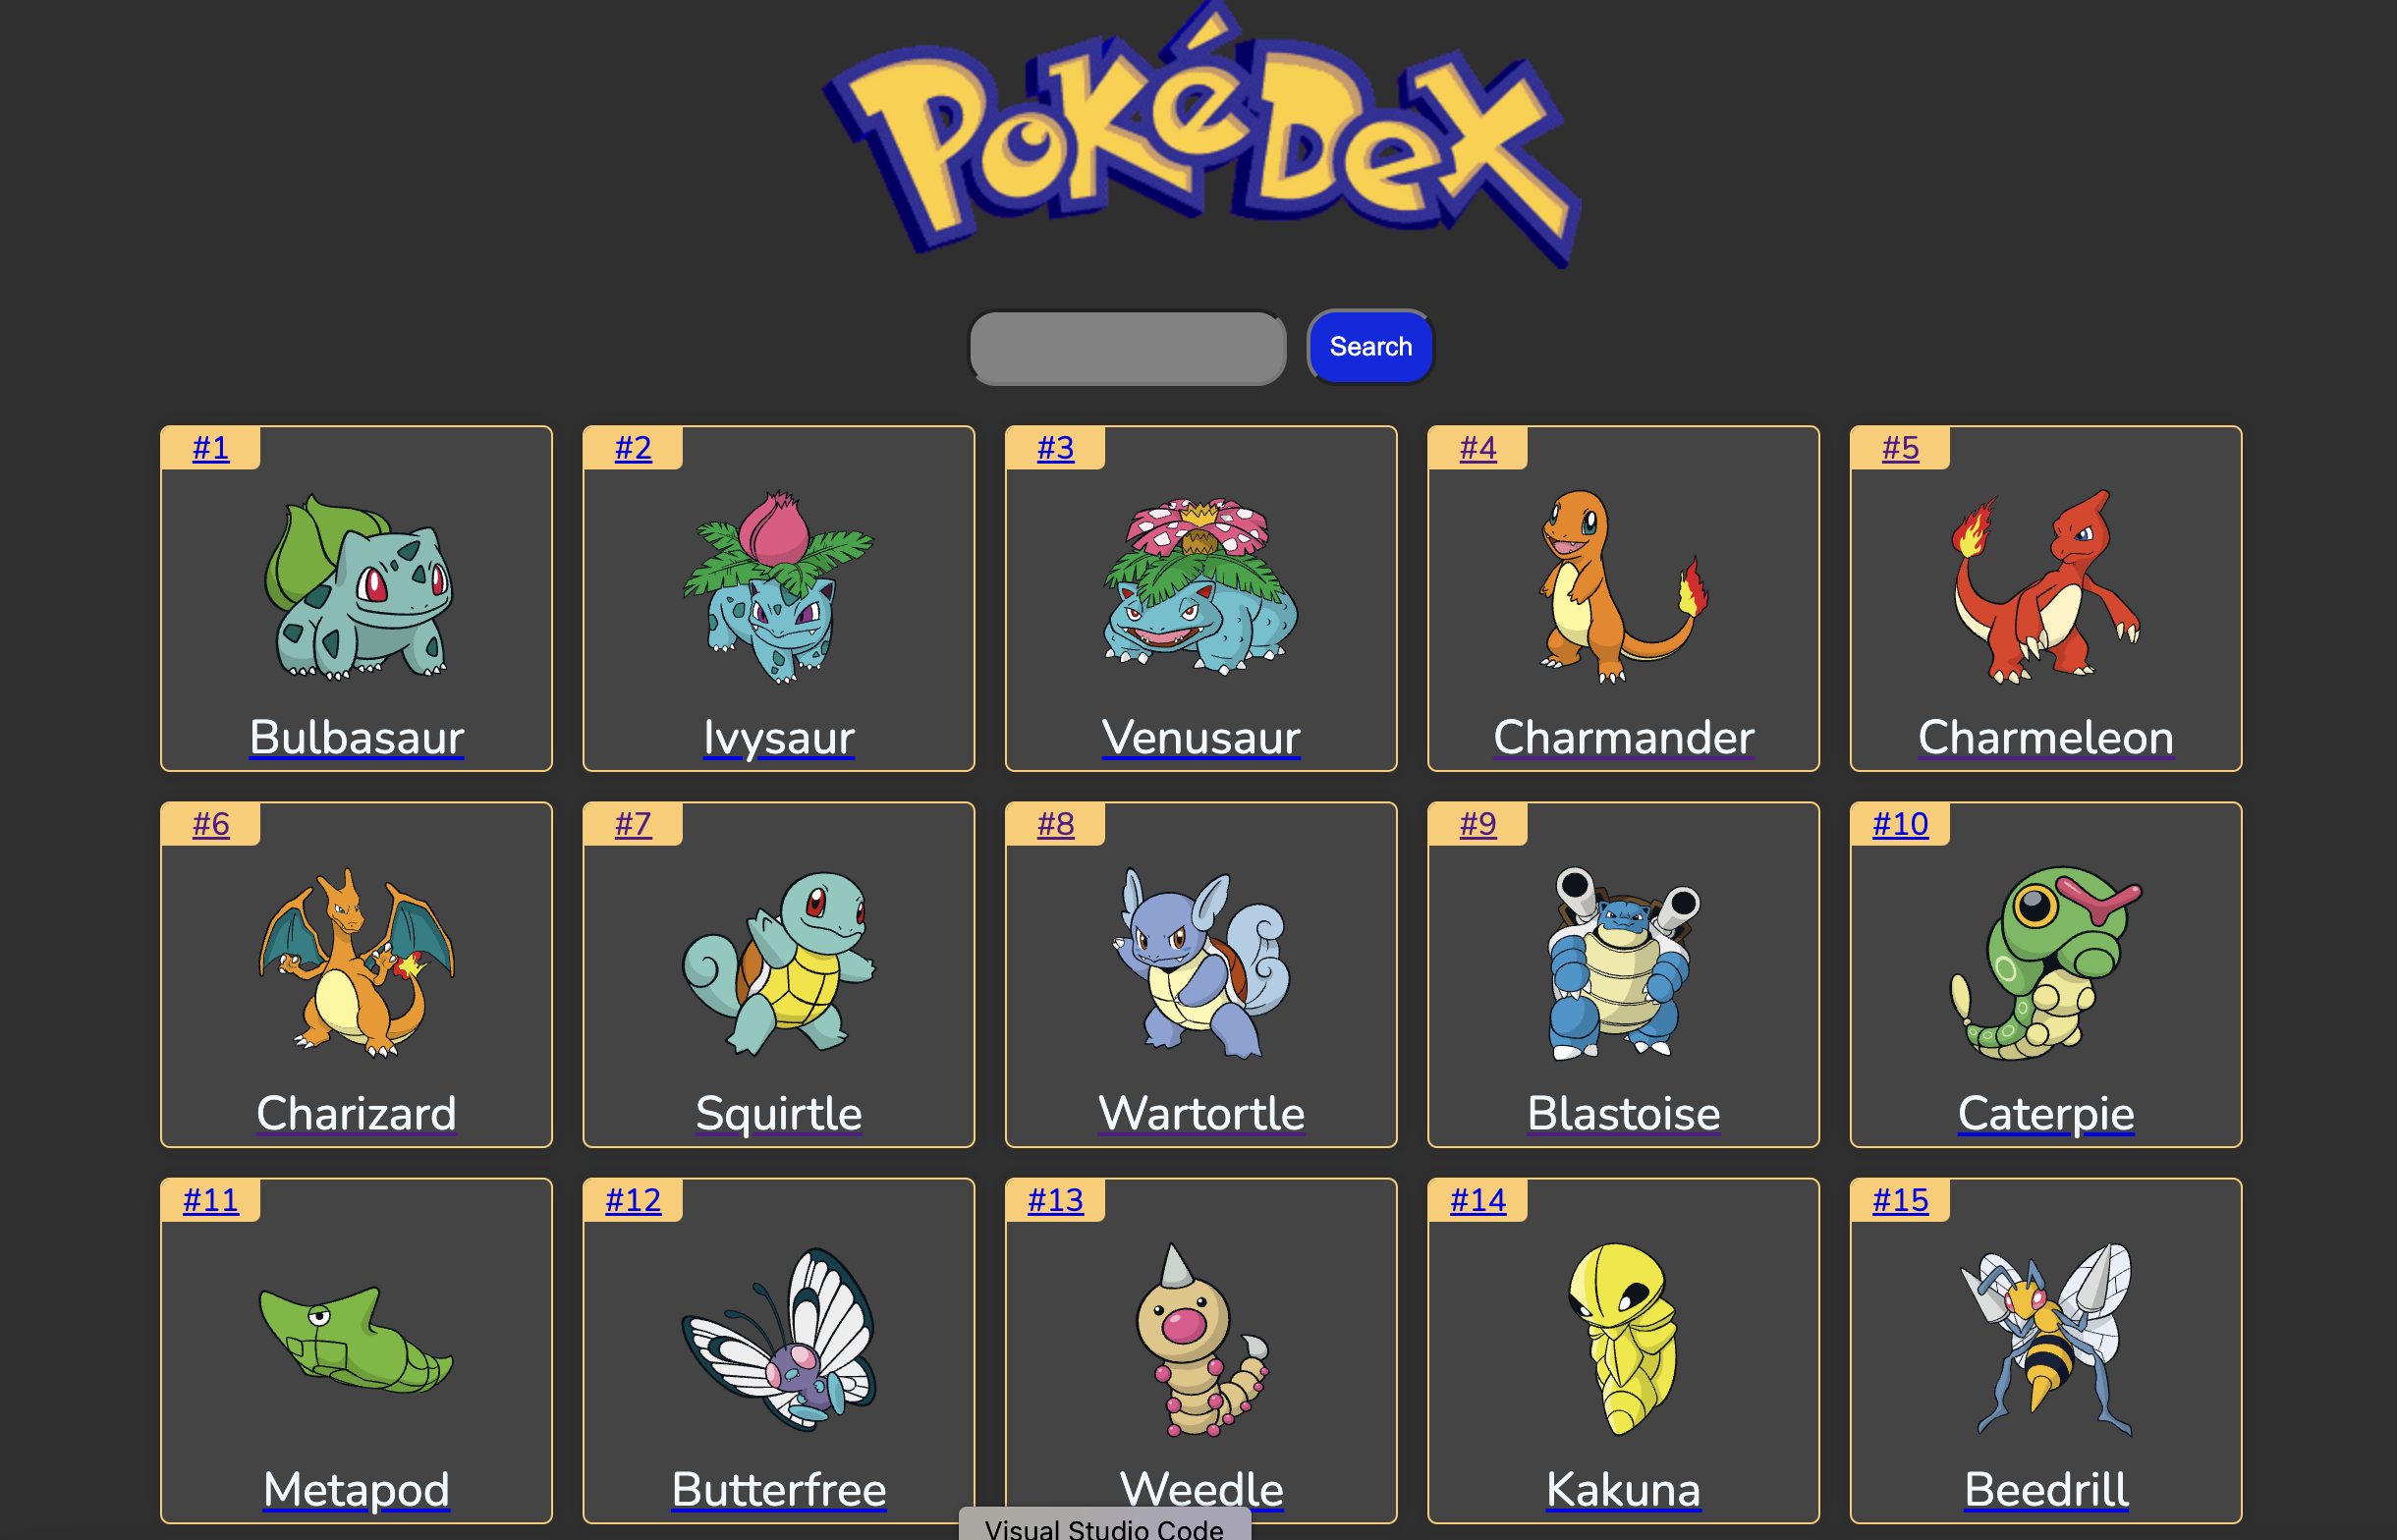 PoKéDex
Search
#1
#2
#3
#4
#5
Bulbasaur
Ivysaur
Venusaur
Charmander
Charmeleon
#6
#7
#8
#9
#10
Charizard
Squirtle
Wartortle
Blastoise
Caterpie
#11
#12
#13
#14
#15
Metapod
Butterfree
Weedle
Kakuna
Beedrill
Visual Studio Code